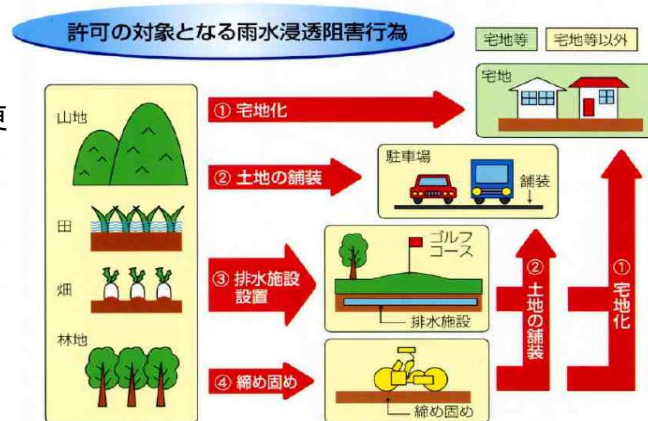 許可の対象となる雨水浸透阻害行為
宅地等
宅地等以外
更
山地
田
畑
林地
① 宅地化
② 土地の舗装
③ 排水施設
設置
④ 締め固め
宅地
駐車場
舗装
ゴルフ
コース
排水施設
締め固め
② 土地の舗装
① 宅地化